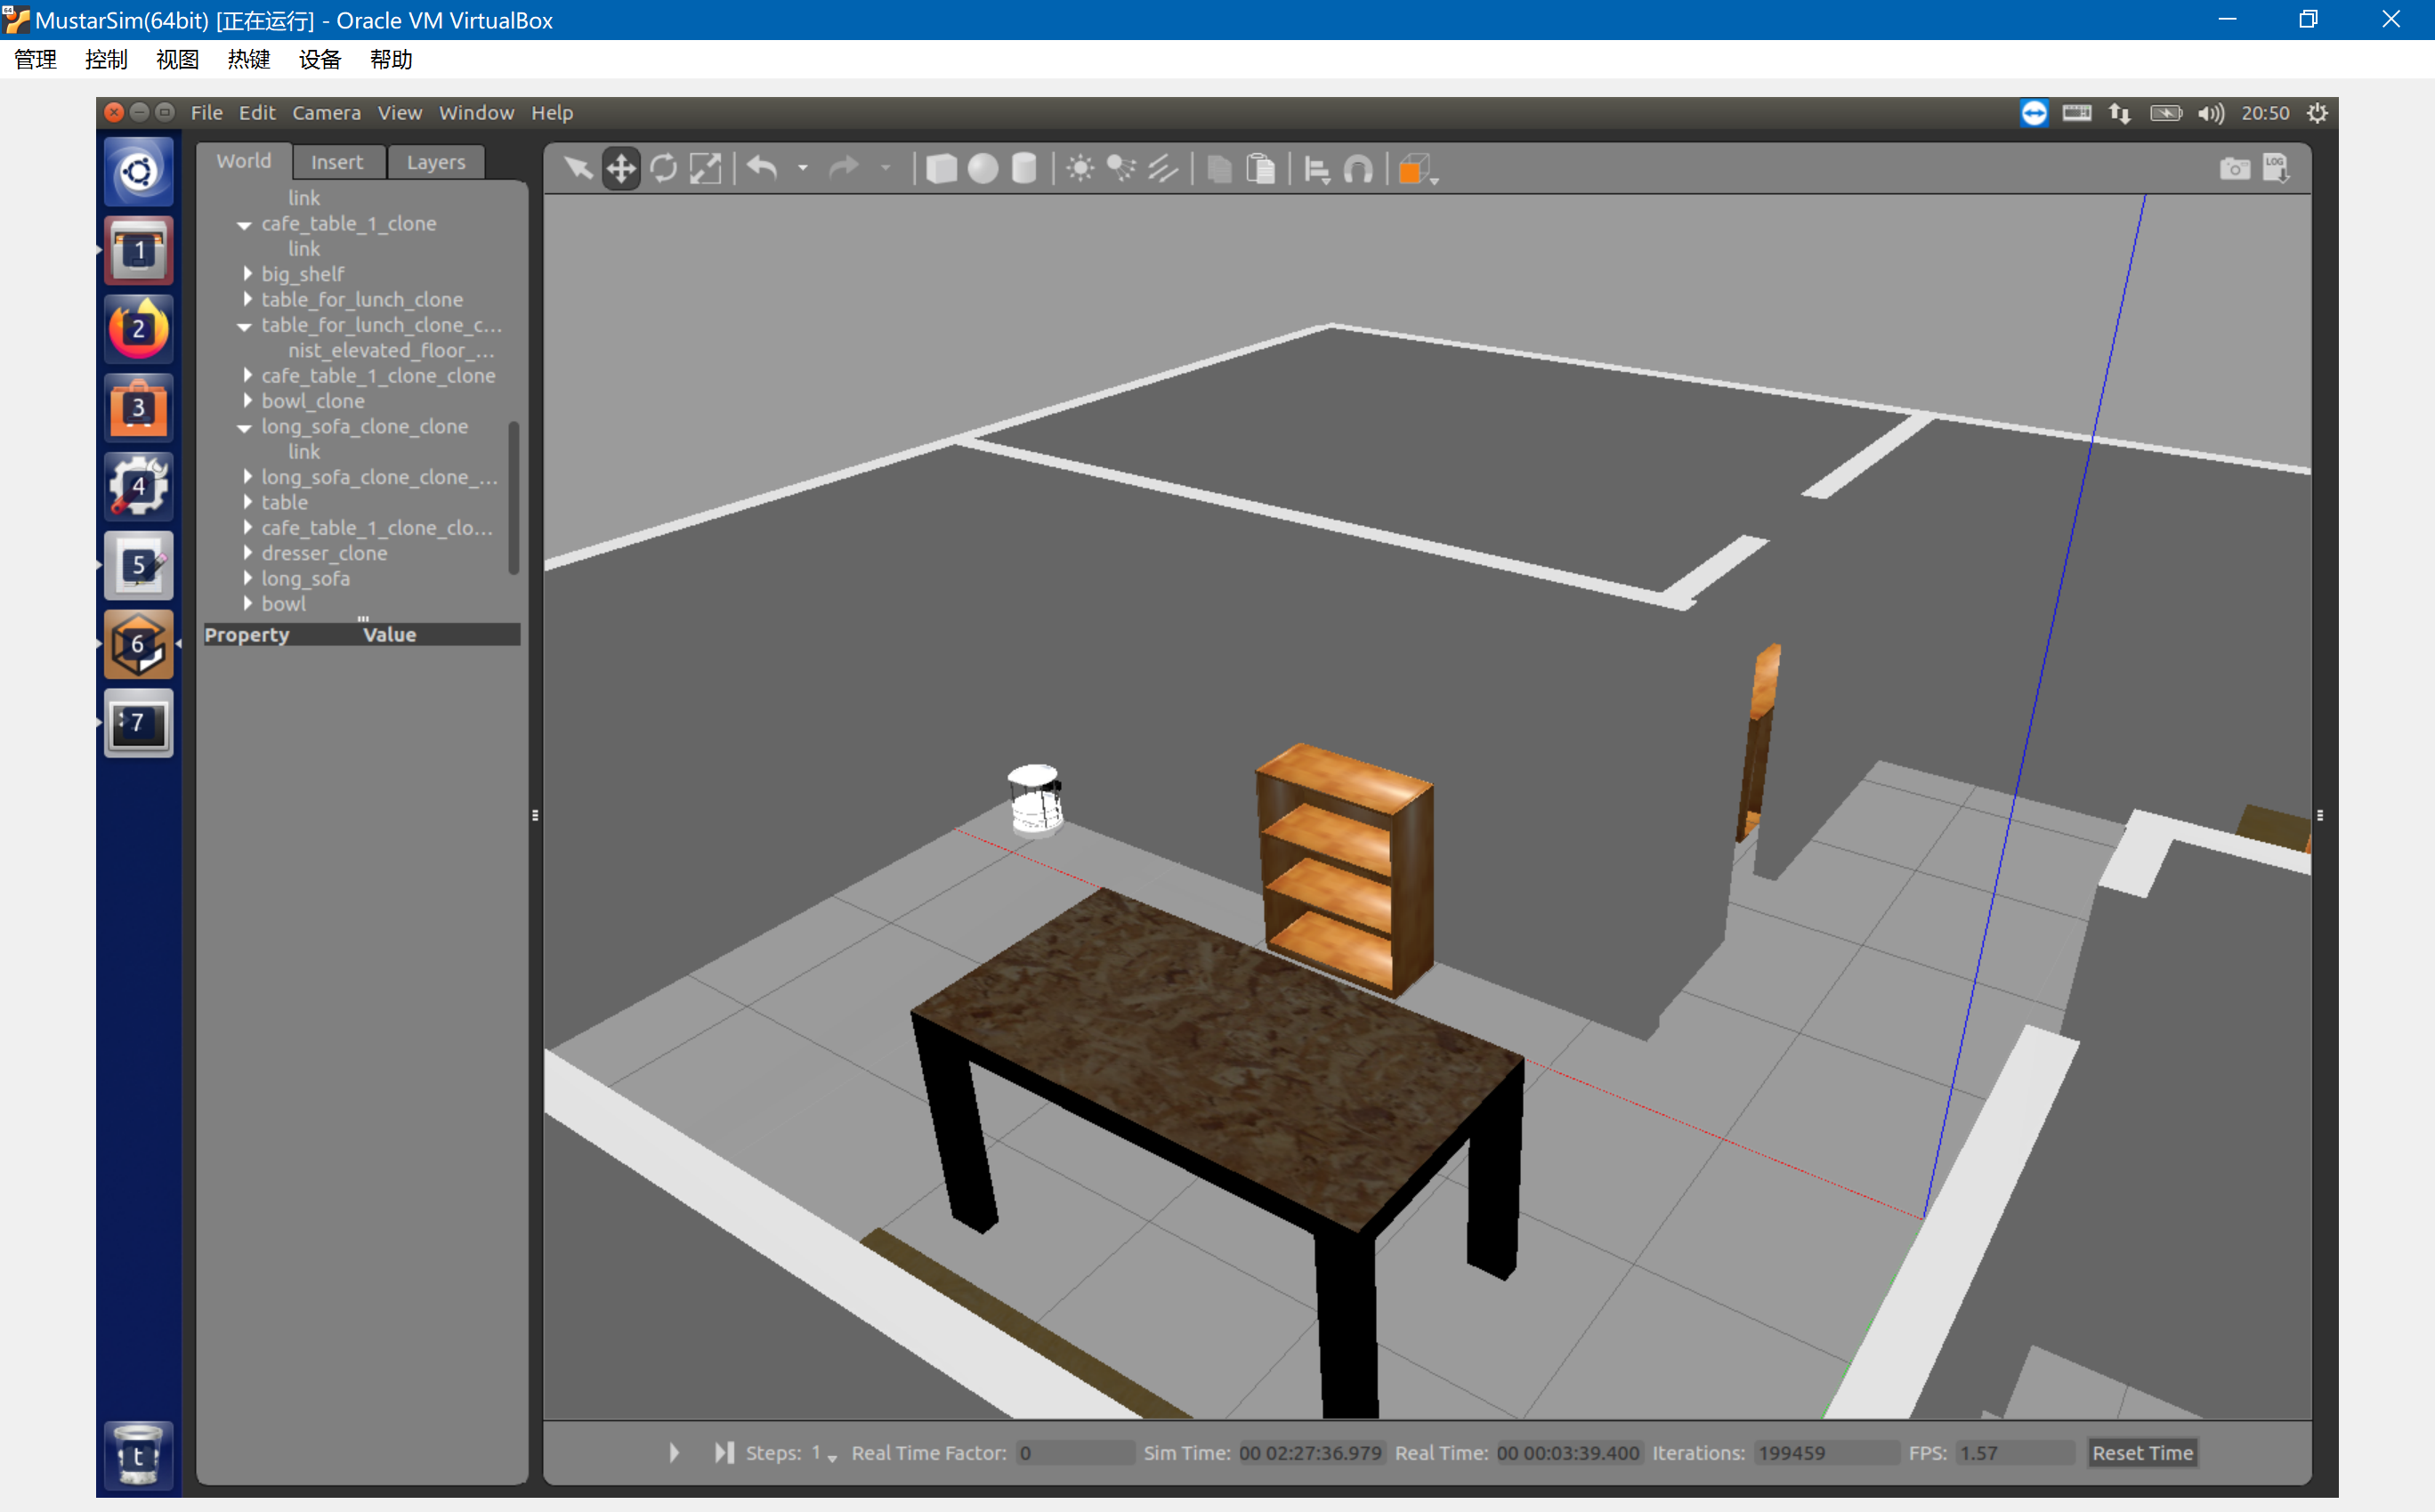 MustarSim(64bit) [正在运行] - Oracle VM VirtualBox
管理 控制 视图 热键 设备 帮助
File Edit Camera View Window Help 20:50
World Insert Layers
link
cafe_table_1_clone
link
big_shelf
table_for_lunch_clone
table_for_lunch_clone_c...
nist_elevated_floor_...
cafe_table_1_clone_clone
bowl_clone
long_sofa_clone_clone
link
long_sofa_clone_clone_...
table
cafe_table_1_clone_clo...
dresser_clone
long_sofa
bowl
Property Value
1
2
3
4
5
6
7
t
64
LOG
Steps: 1 Real Time Factor: 0 Sim Time: 00 02:27:36.979 Real Time: 00 00:03:39.400 Iterations: 199459 FPS: 1.57 Reset Time